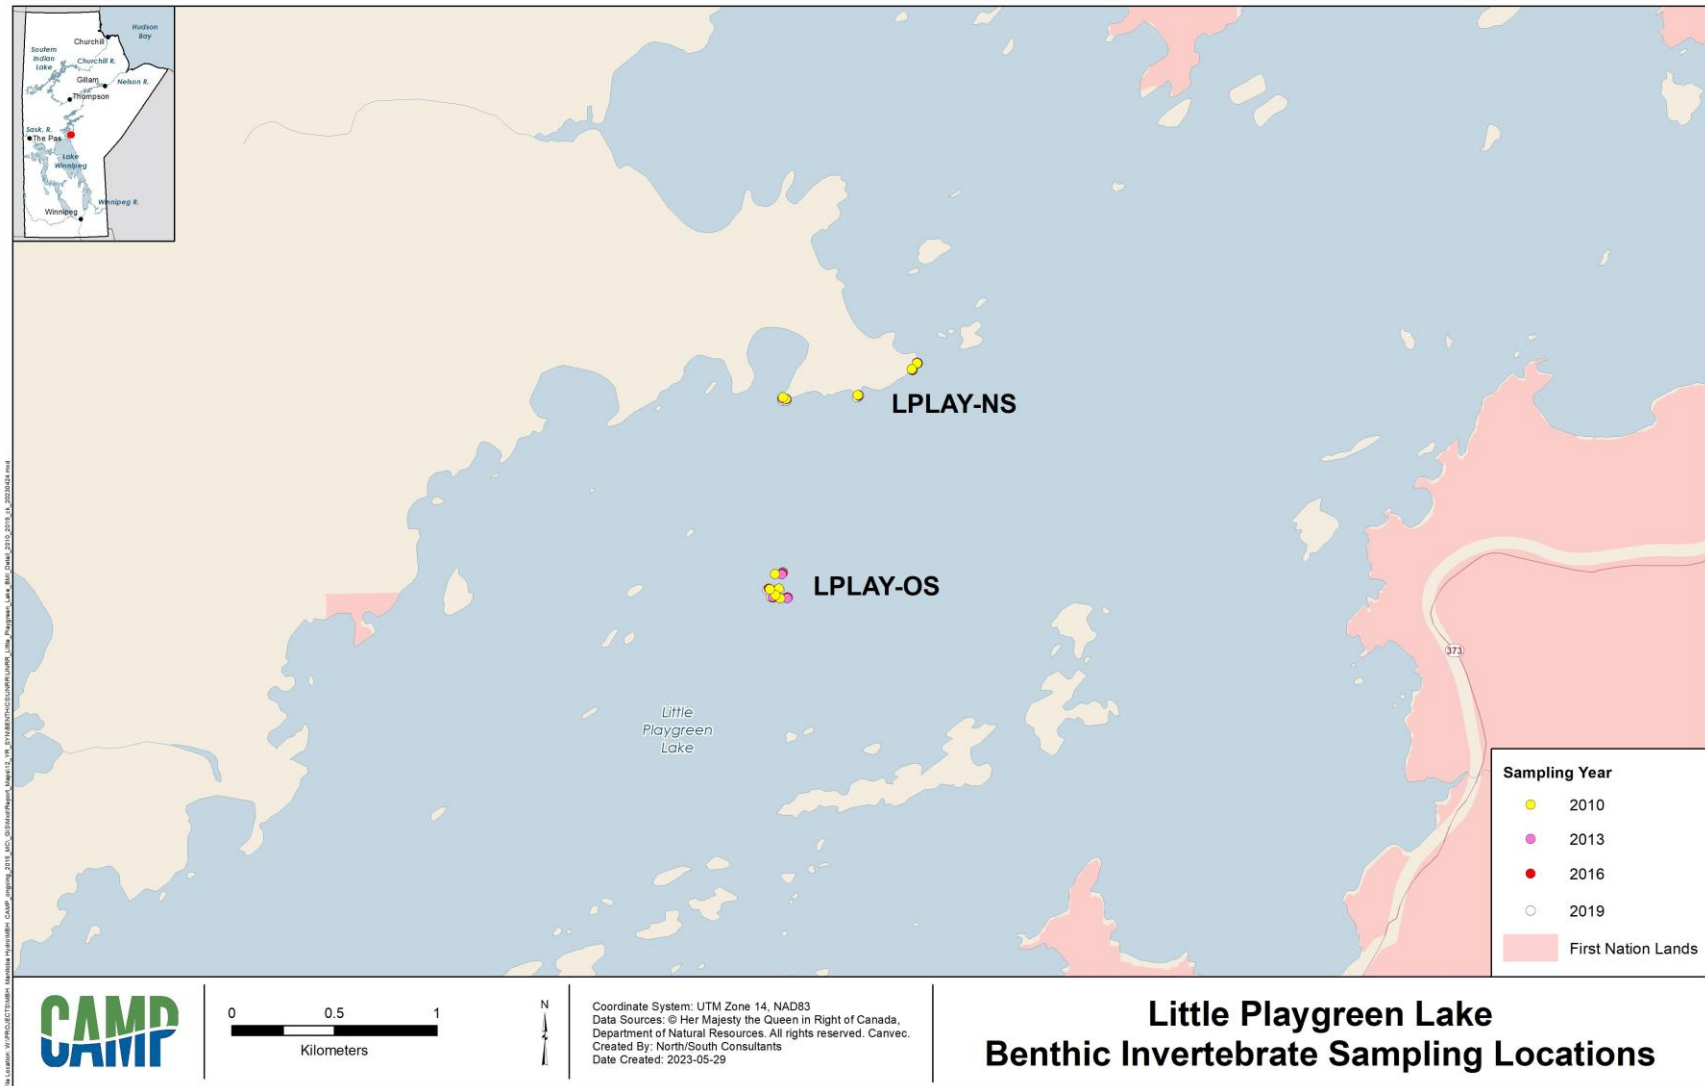 Hudson
Bay
Churchill
Soutern
Indian
Lake
Churchill R.
Gillam
Nelson R.
Thompson
Sask. R.
The Pas
Lake
Winnipeg
Winnipeg R.
Winnipeg
LPLAY-NS
LPLAY-OS
373
Little
Playgreen
Lake
Sampling Year
2010
2013
2016
2019
First Nation Lands
CAMP
0 0.5 1
Kilometers
N
Coordinate System: UTM Zone 14, NAD83
Data Sources: © Her Majesty the Queen in Right of Canada,
Department of Natural Resources. All rights reserved. Canvec.
Created By: North/South Consultants
Date Created: 2023-05-29
Little Playgreen Lake
Benthic Invertebrate Sampling Locations